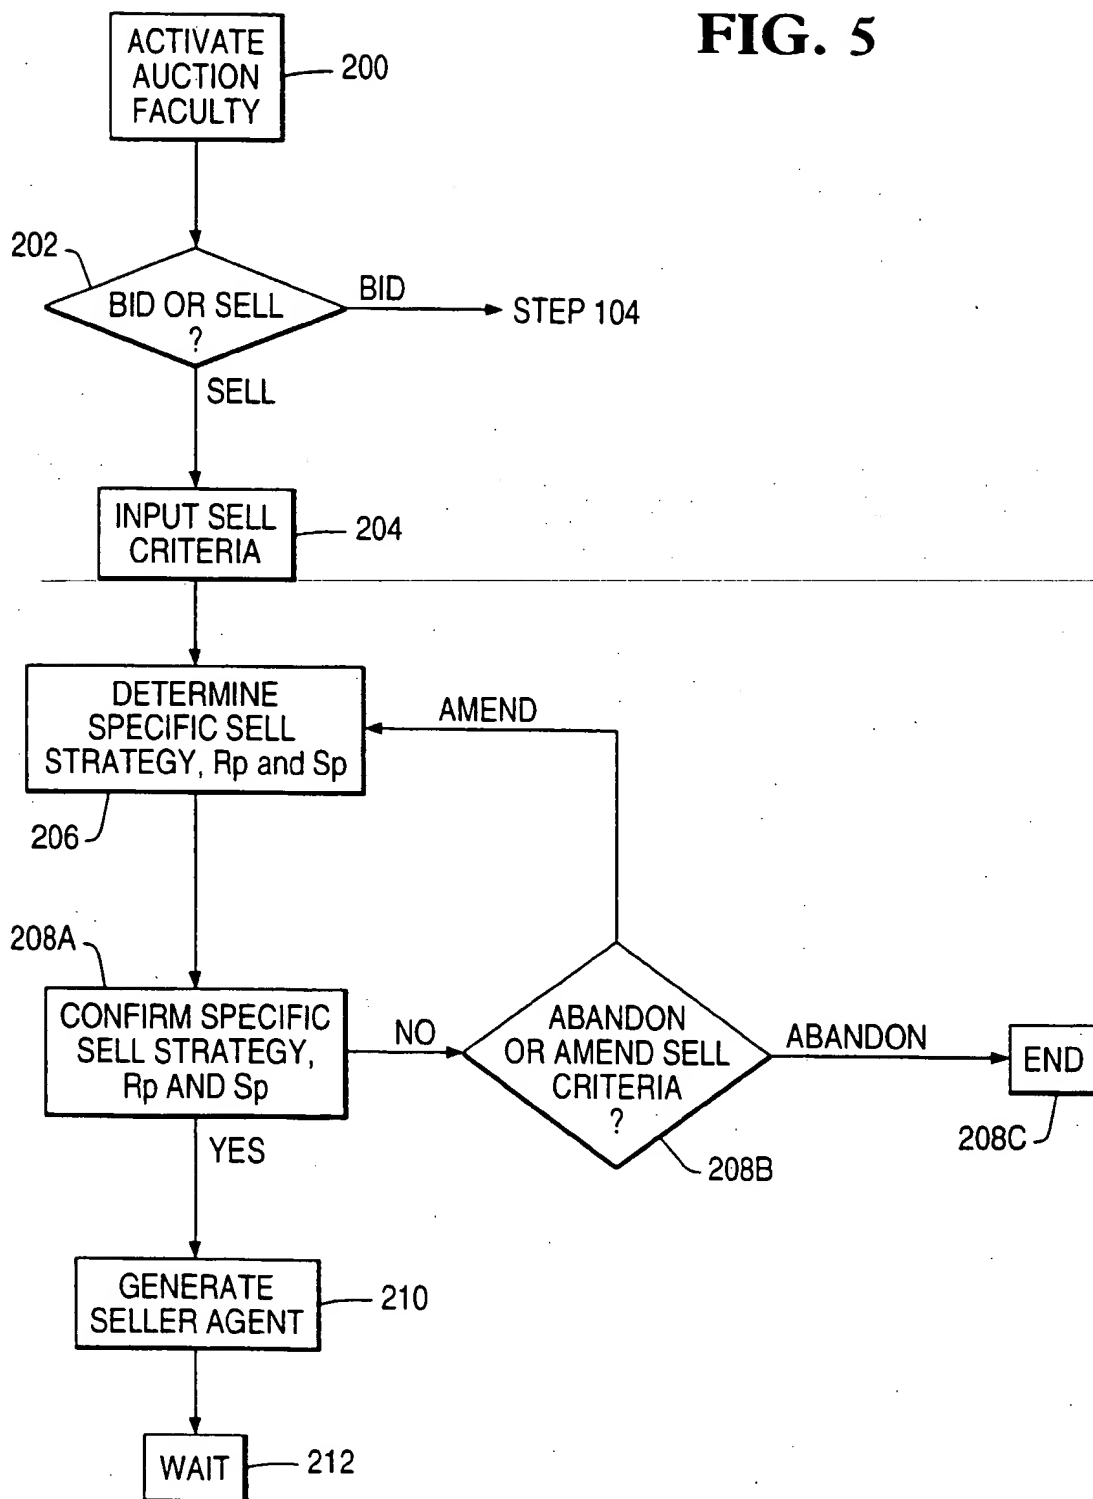 FIG. 5
ACTIVATE
AUCTION
FACULTY
200
202
BID OR SELL
?
BID
STEP 104
SELL
INPUT SELL
CRITERIA
204
DETERMINE
SPECIFIC SELL
STRATEGY, Rp and Sp
206
AMEND
208A
CONFIRM SPECIFIC
SELL STRATEGY,
Rp AND Sp
NO
ABANDON
OR AMEND SELL
CRITERIA
?
208B
ABANDON
END
208C
YES
GENERATE
SELLER AGENT
210
WAIT
212